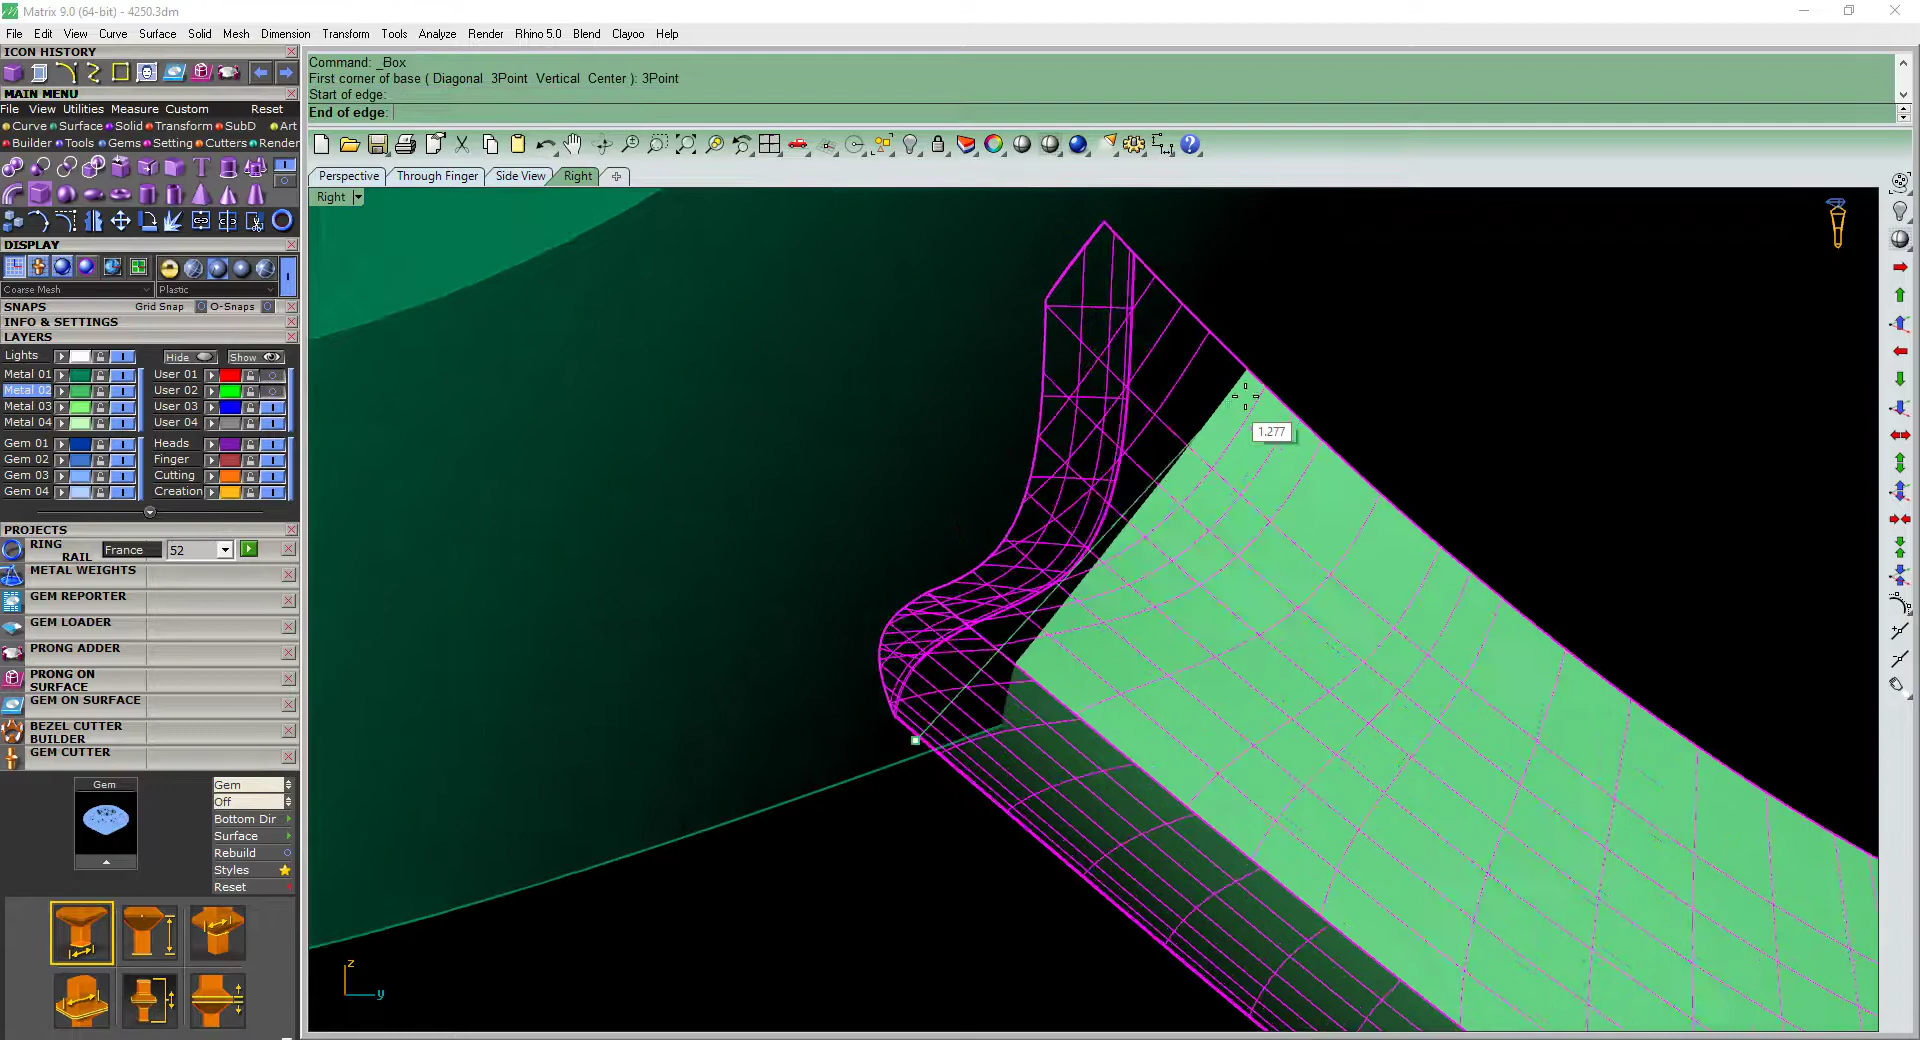 Matrix 9.0 (64-bit) - 4250.3dm
File Edit View Curve Surface Solid Mesh Dimension Transform Tools Analyze Render Rhino 5.0 Blend Clayoo Help
ICON HISTORY
MAIN MENU
File View Utilities Measure Custom Reset
Curve Surface Solid Transform SubD Art
Builder Tools Gems Setting Cutters Render
DISPLAY
Coarse Mesh Plastic
SNAPS Grid Snap O-Snaps
INFO & SETTINGS
LAYERS
Lights Hide Show
Metal 01 User 01
Metal 02 User 02
Metal 03 User 03
Metal 04 User 04
Gem 01 Heads
Gem 02 Finger
Gem 03 Cutting
Gem 04 Creation
PROJECTS
RING RAIL France 52
METAL WEIGHTS
GEM REPORTER
GEM LOADER
PRONG ADDER
PRONG ON SURFACE
GEM ON SURFACE
BEZEL CUTTER BUILDER
GEM CUTTER
Gem
Gem
Off
Bottom Dir
Surface
Rebuild
Styles
Reset
Command: _Box
First corner of base ( Diagonal 3Point Vertical Center ): 3Point
Start of edge:
End of edge:
Perspective Through Finger Side View Right
Right
1.277
z
y